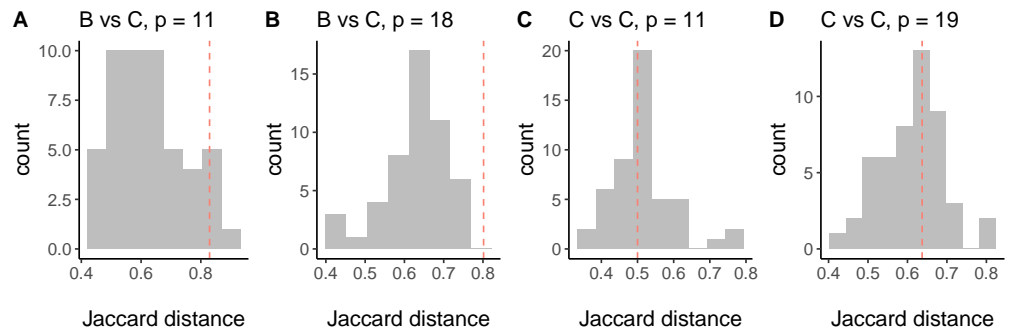 A B vs C, p = 11
10.0
7.5
5.0
2.5
0.0
count
0.4 0.6 0.8
Jaccard distance
B B vs C, p = 18
15
10
5
0
count
0.4 0.5 0.6 0.7 0.8
Jaccard distance
C C vs C, p = 11
20
15
10
5
0
count
0.4 0.5 0.6 0.7 0.8
Jaccard distance
D C vs C, p = 19
10
5
0
count
0.4 0.5 0.6 0.7 0.8
Jaccard distance